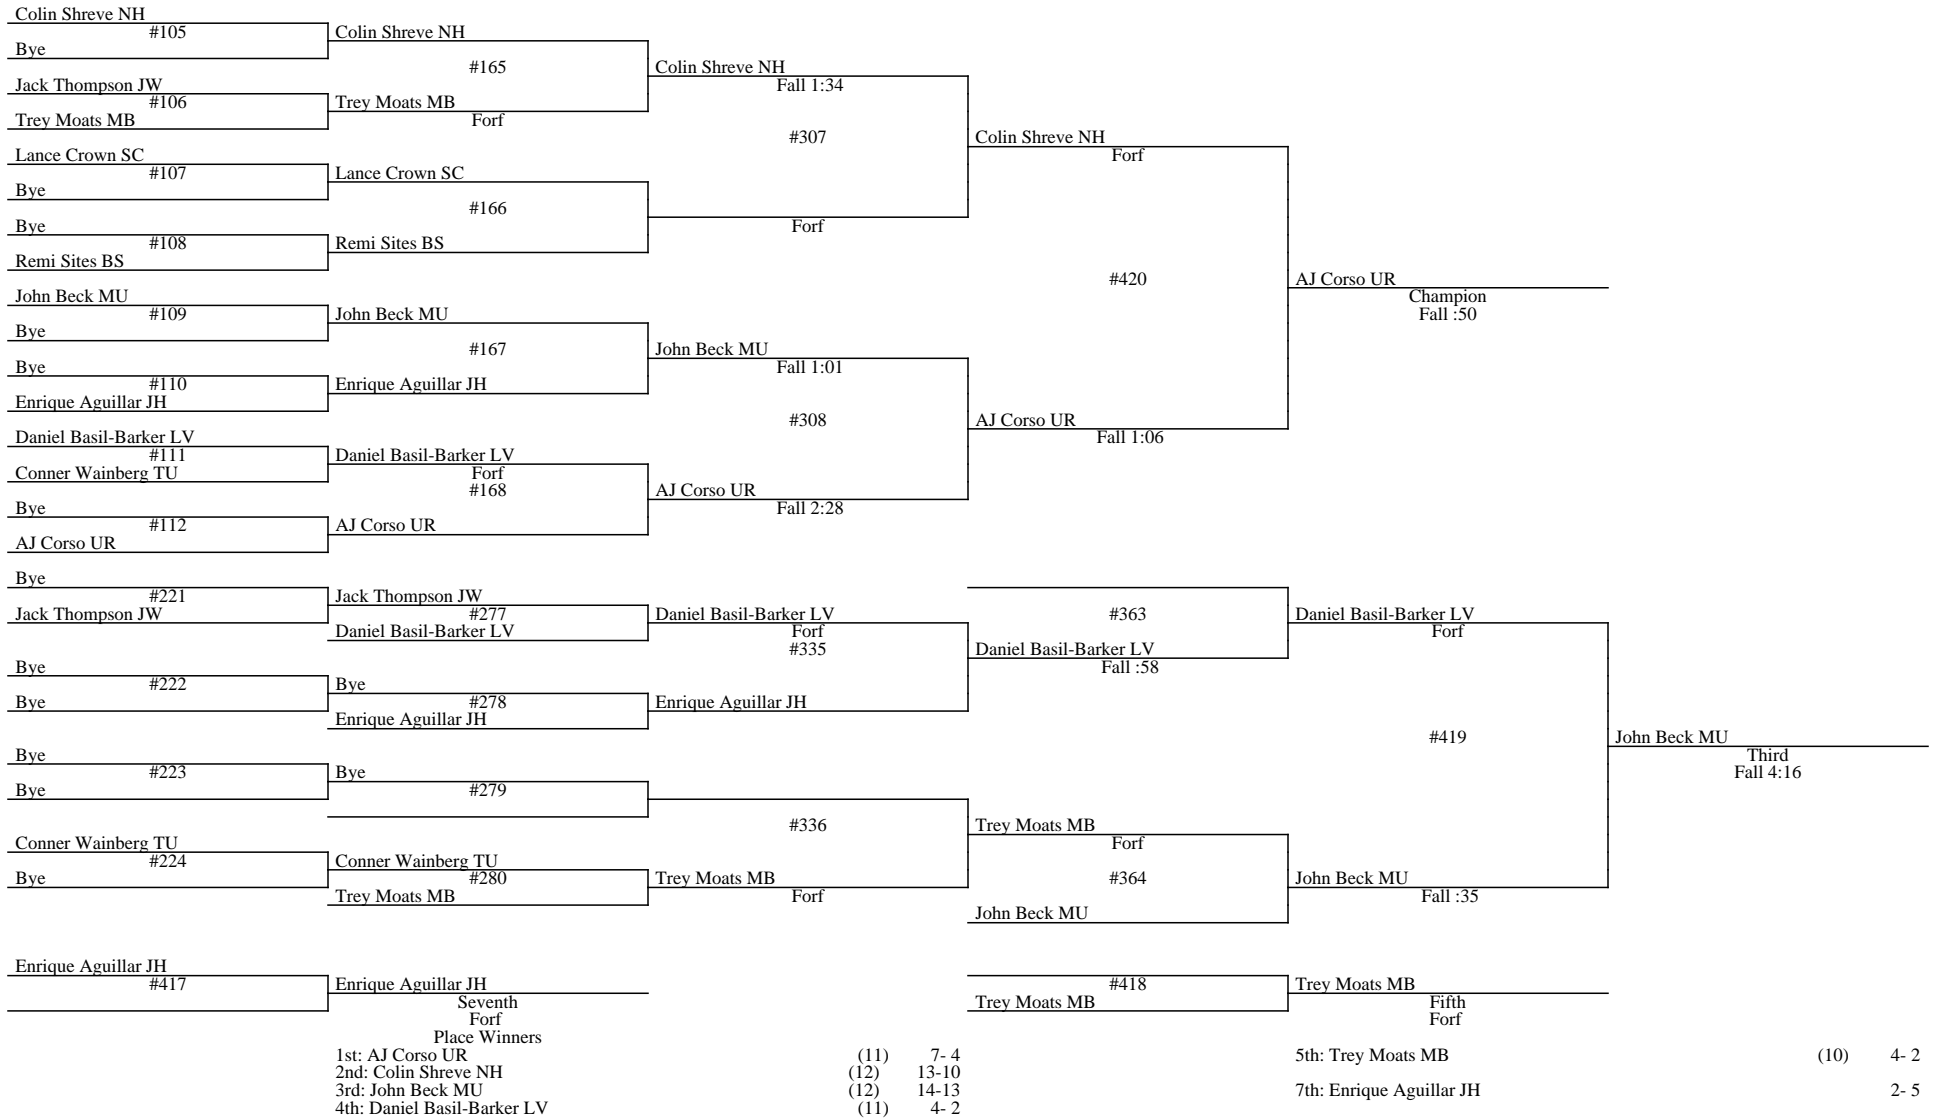 Colin Shreve NH
#105
Bye
Colin Shreve NH
#165
Jack Thompson JW
#106
Trey Moats MB
Trey Moats MB
Forf
Colin Shreve NH
Fall 1:34
#307
Lance Crown SC
#107
Bye
Lance Crown SC
#166
Bye
#108
Remi Sites BS
Remi Sites BS
Forf
Colin Shreve NH
Forf
#420
John Beck MU
#109
Bye
John Beck MU
#167
Bye
#110
Enrique Aguillar JH
Enrique Aguillar JH
John Beck MU
Fall 1:01
#308
Daniel Basil-Barker LV
#111
Conner Wainberg TU
Daniel Basil-Barker LV
Forf
#168
Bye
#112
AJ Corso UR
AJ Corso UR
AJ Corso UR
Fall 2:28
AJ Corso UR
Fall 1:06
AJ Corso UR
Champion
Fall :50
Bye
#221
Jack Thompson JW
Jack Thompson JW
#277
Daniel Basil-Barker LV
Daniel Basil-Barker LV
Forf
#335
Bye
#222
Bye
Bye
#278
Enrique Aguillar JH
Enrique Aguillar JH
Daniel Basil-Barker LV
Fall :58
#363
Daniel Basil-Barker LV
Forf
#419
Bye
#223
Bye
Bye
#279
#336
Conner Wainberg TU
#224
Bye
Conner Wainberg TU
#280
Trey Moats MB
Trey Moats MB
Forf
Trey Moats MB
Forf
#364
John Beck MU
John Beck MU
Fall :35
John Beck MU
Third
Fall 4:16
Enrique Aguillar JH
#417
Enrique Aguillar JH
Seventh
Forf
#418
Trey Moats MB
Trey Moats MB
Fifth
Forf
Place Winners
1st: AJ Corso UR (11) 7- 4
2nd: Colin Shreve NH (12) 13-10
3rd: John Beck MU (12) 14-13
4th: Daniel Basil-Barker LV (11) 4- 2
5th: Trey Moats MB (10) 4- 2
7th: Enrique Aguillar JH 2- 5